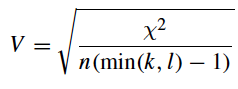 V = √(χ² / n(min(k, l) − 1))